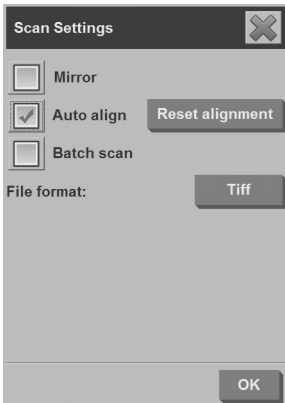 Scan Settings
Mirror
Auto align Reset alignment
Batch scan
File format: Tiff
OK